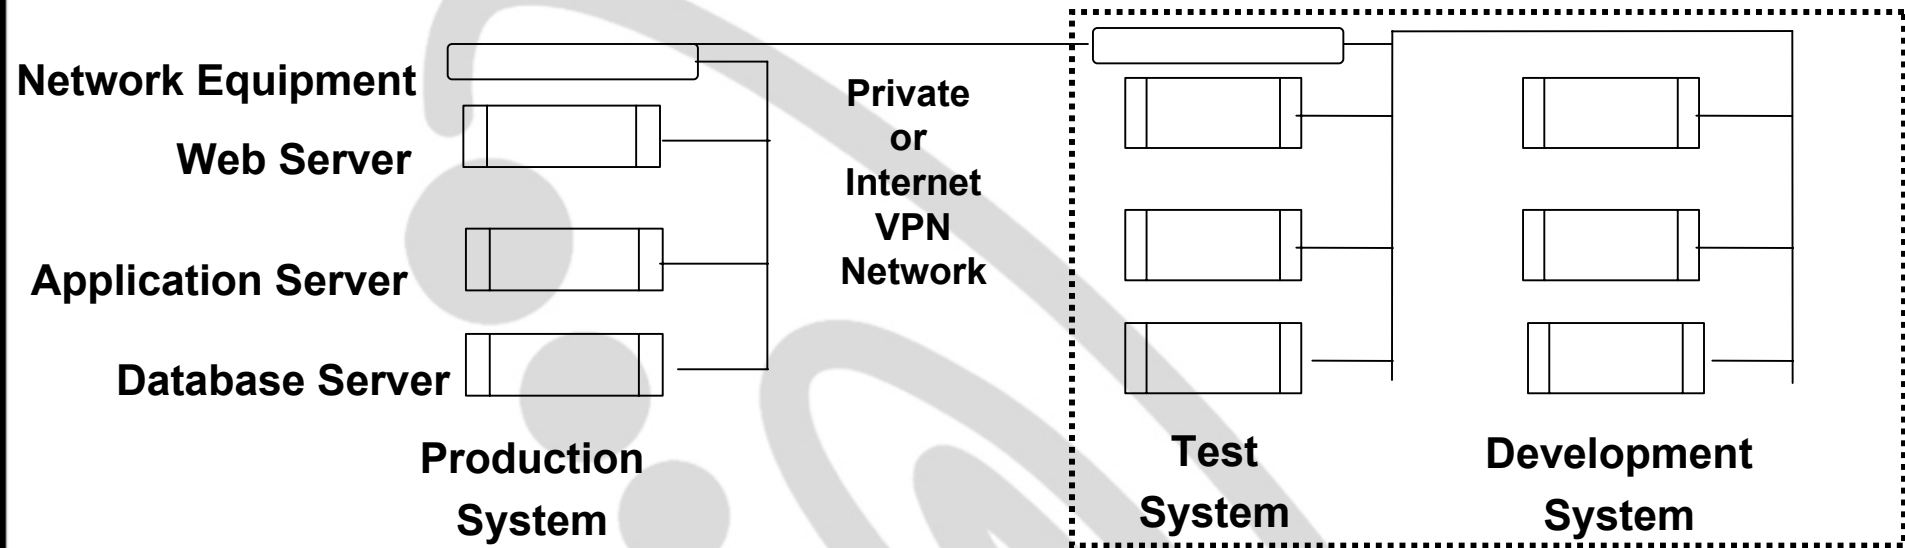 Network Equipment
Web Server
Application Server
Database Server
Production
System
Private
or
Internet
VPN
Network
Test
System
Development
System